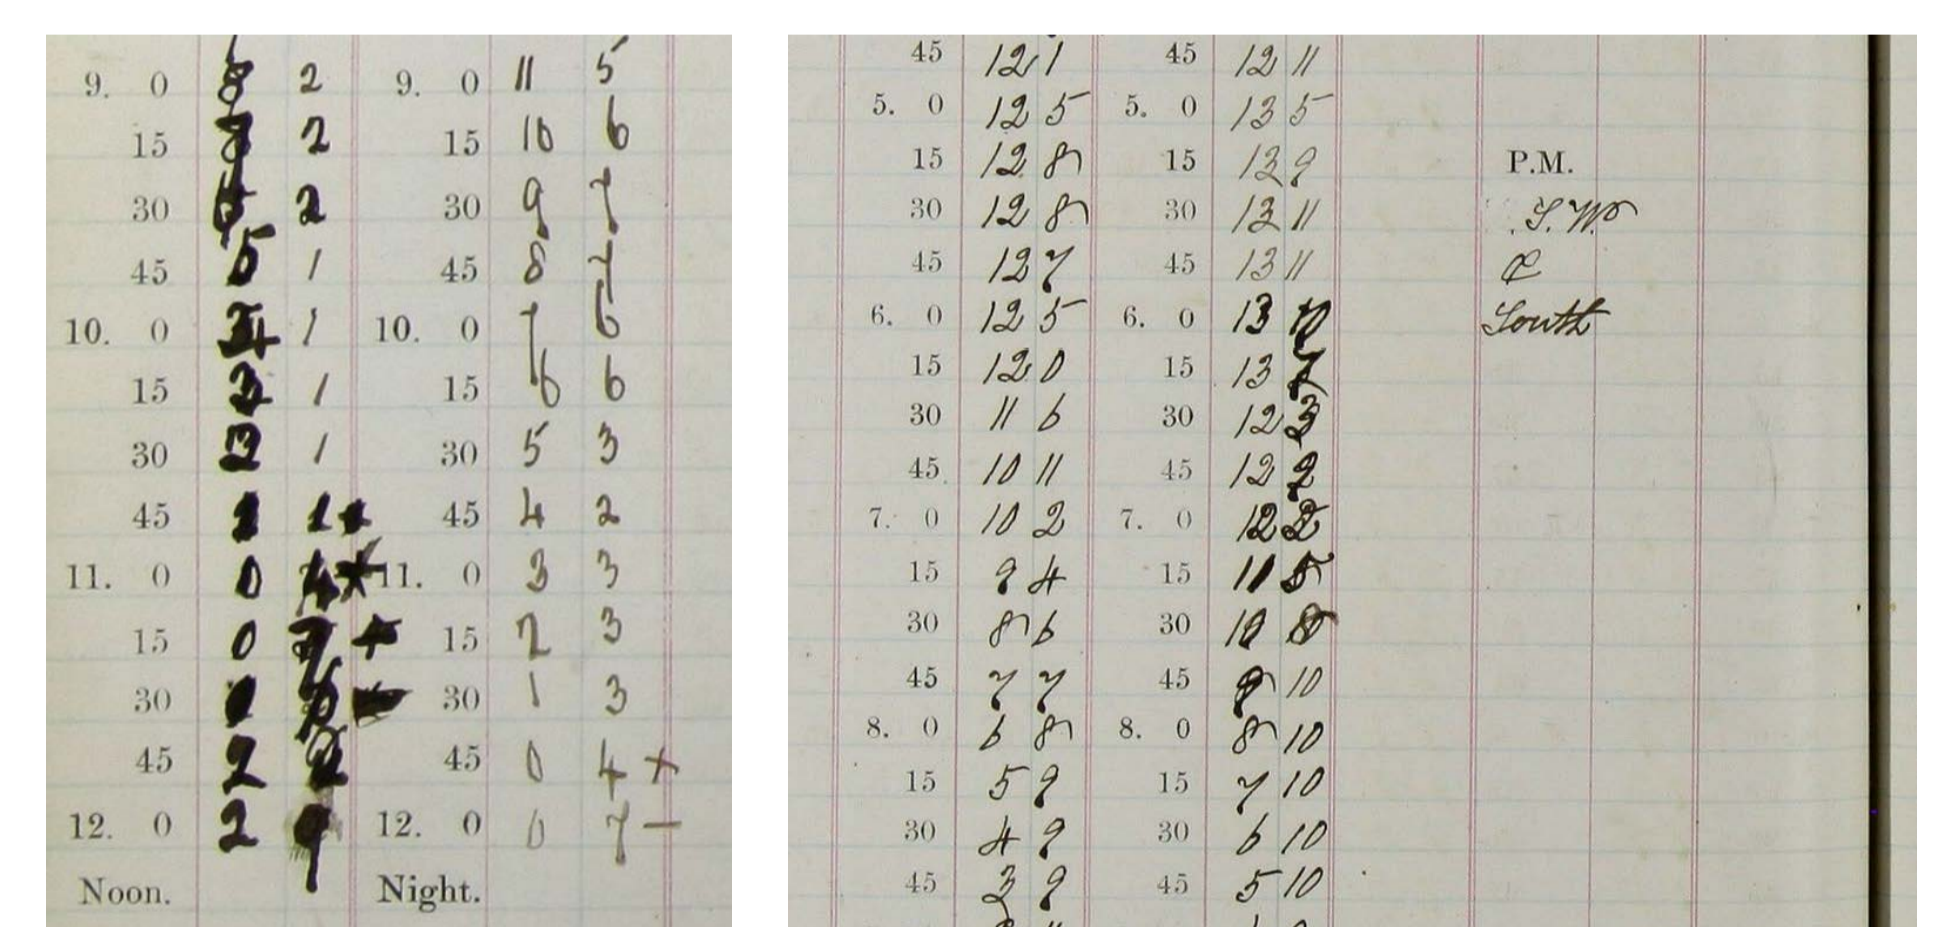 9. 0 8 2 9. 0 11 5
15 2 15 10 6
30 2 30 9 7
45 5 1 45 8 7
10. 0 1 10. 0 7 6
15 1 15 6 6
30 1 30 5 3
45 1 45 4 2
11. 0 0 11. 0 3 3
15 0 15 2 3
30 30 1 3
45 2 45 0 4 +
12. 0 2 9 12. 0 0 7 —
Noon. Night.
45 12 1 45 12 11
5. 0 12 5 5. 0 13 5
15 12 8 15 13 9 P.M.
30 12 8 30 13 11 S.W.
45 12 7 45 13 11
6. 0 12 5 6. 0 13 10 South
15 12 0 15 13 7
30 11 6 30 12 3
45 10 11 45 12 2
7. 0 10 2 7. 0 12 2
15 9 4 15 11 5
30 8 6 30 10 8
45 7 7 45 9 10
8. 0 6 8 8. 0 8 10
15 5 9 15 7 10
30 4 9 30 6 10
45 3 9 45 5 10